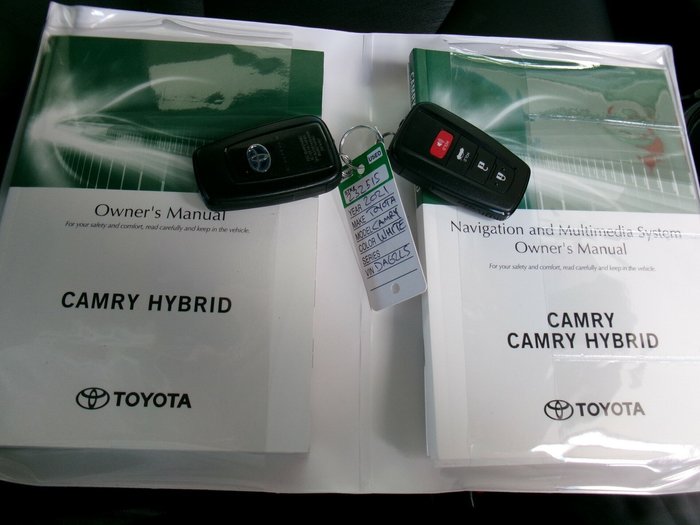 Owner's Manual
For your safety and comfort, read carefully and keep in the vehicle.
CAMRY HYBRID
TOYOTA
USED
YEAR 2021
MAKE TOYOTA
MODEL CAMRY
COLOR WHITE
SERIES
VIN
Navigation and Multimedia System
Owner's Manual
For your safety and comfort, read carefully and keep in the vehicle.
CAMRY
CAMRY HYBRID
TOYOTA